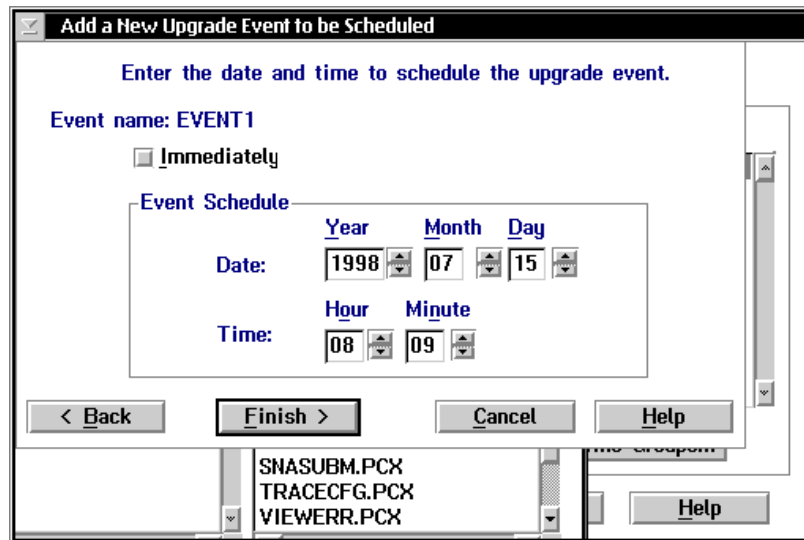 Add a New Upgrade Event to be Scheduled
Enter the date and time to schedule the upgrade event.
Event name: EVENT1
Immediately
Event Schedule
Year Month Day
Date: 1998 07 15
Hour Minute
Time: 08 09
< Back Finish > Cancel Help
SNASUBM.PCX
TRACECFG.PCX
VIEWERR.PCX
Help